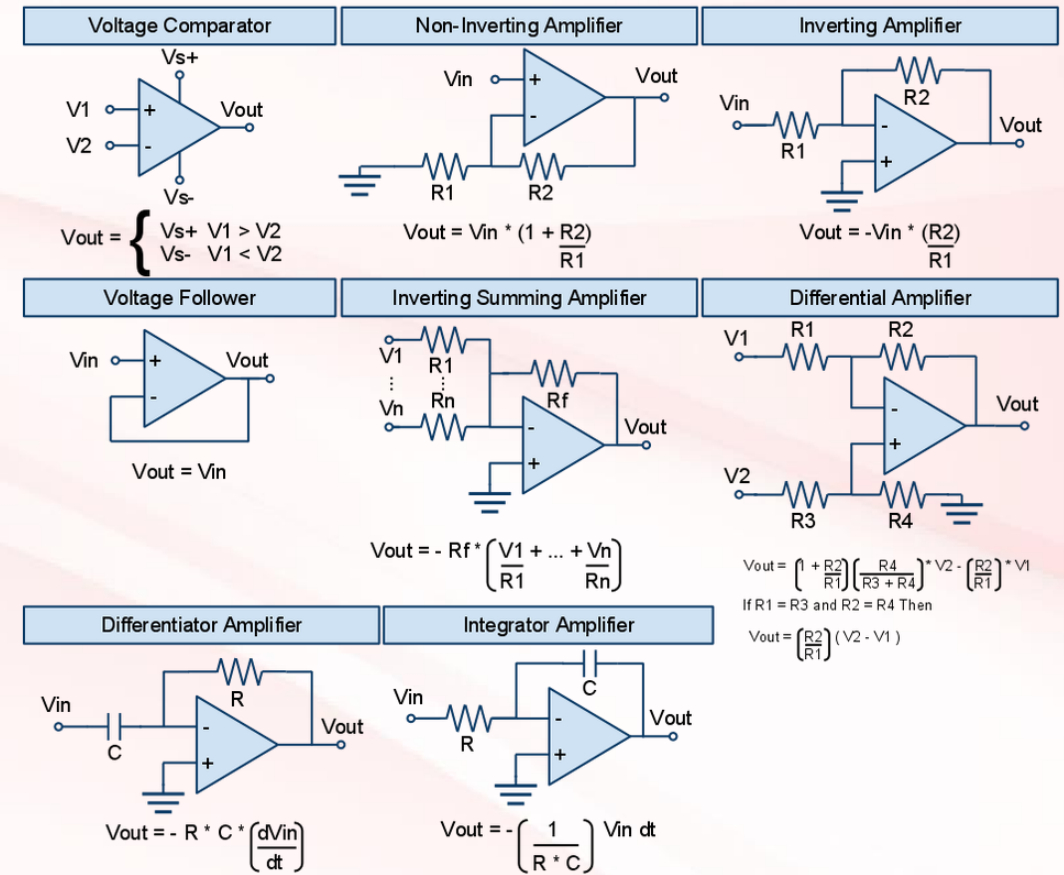 Voltage Comparator
Vs+
V1
+
Vout
V2
-
Vs-
Vout = { Vs+ V1 > V2
Vs- V1 < V2
Non-Inverting Amplifier
Vin
+
Vout
-
R1
R2
Vout = Vin * (1 + R2)
R1
Inverting Amplifier
R2
Vin
R1
-
Vout
+
Vout = -Vin * (R2)
R1
Voltage Follower
Vin
+
Vout
-
Vout = Vin
Inverting Summing Amplifier
V1
R1
⋮ ⋮
Rn
Vn
Rf
-
Vout
+
Vout = - Rf * (V1 + ... + Vn)
R1 Rn
Differential Amplifier
R1 R2
V1
-
Vout
+
V2
R3 R4
Vout = (1 + R2) ( R4 ) * V2 - (R2) * V1
R1 R3 + R4 R1
If R1 = R3 and R2 = R4 Then
Vout = (R2) ( V2 - V1 )
R1
Differentiator Amplifier
R
Vin
C
-
Vout
+
Vout = - R * C * (dVin)
dt
Integrator Amplifier
C
Vin
R
-
Vout
+
Vout = - ( 1 ) Vin dt
R * C